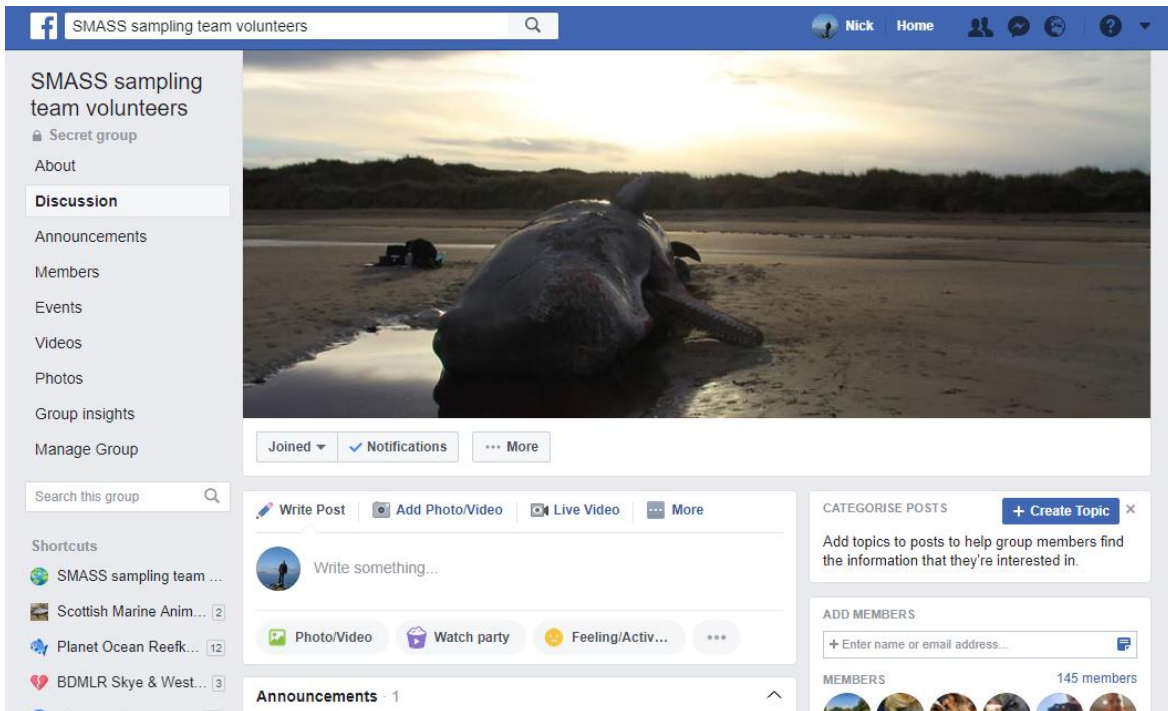 SMASS sampling team volunteers
Nick
Home
SMASS sampling
team volunteers
Secret group
About
Discussion
Announcements
Members
Events
Videos
Photos
Group insights
Manage Group
Search this group
Shortcuts
SMASS sampling team ...
Scottish Marine Anim... 2
Planet Ocean Reefk... 12
BDMLR Skye & West... 3
Joined
Notifications
More
Write Post
Add Photo/Video
Live Video
More
Write something...
Photo/Video
Watch party
Feeling/Activ...
Announcements · 1
CATEGORISE POSTS
+ Create Topic
Add topics to posts to help group members find
the information that they're interested in.
ADD MEMBERS
+ Enter name or email address...
MEMBERS
145 members